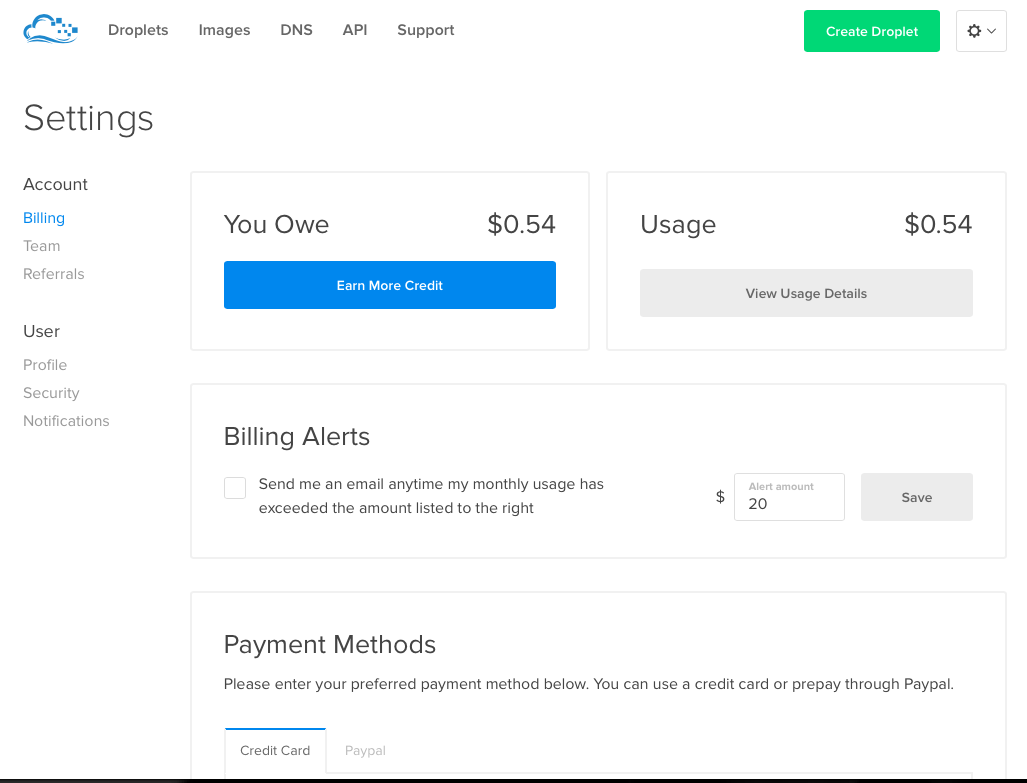 Droplets Images DNS API Support Create Droplet
Settings
Account
Billing
Team
Referrals
User
Profile
Security
Notifications
You Owe $0.54
Earn More Credit
Usage $0.54
View Usage Details
Billing Alerts
Send me an email anytime my monthly usage has
exceeded the amount listed to the right
$ Alert amount
20
Save
Payment Methods
Please enter your preferred payment method below. You can use a credit card or prepay through Paypal.
Credit Card Paypal